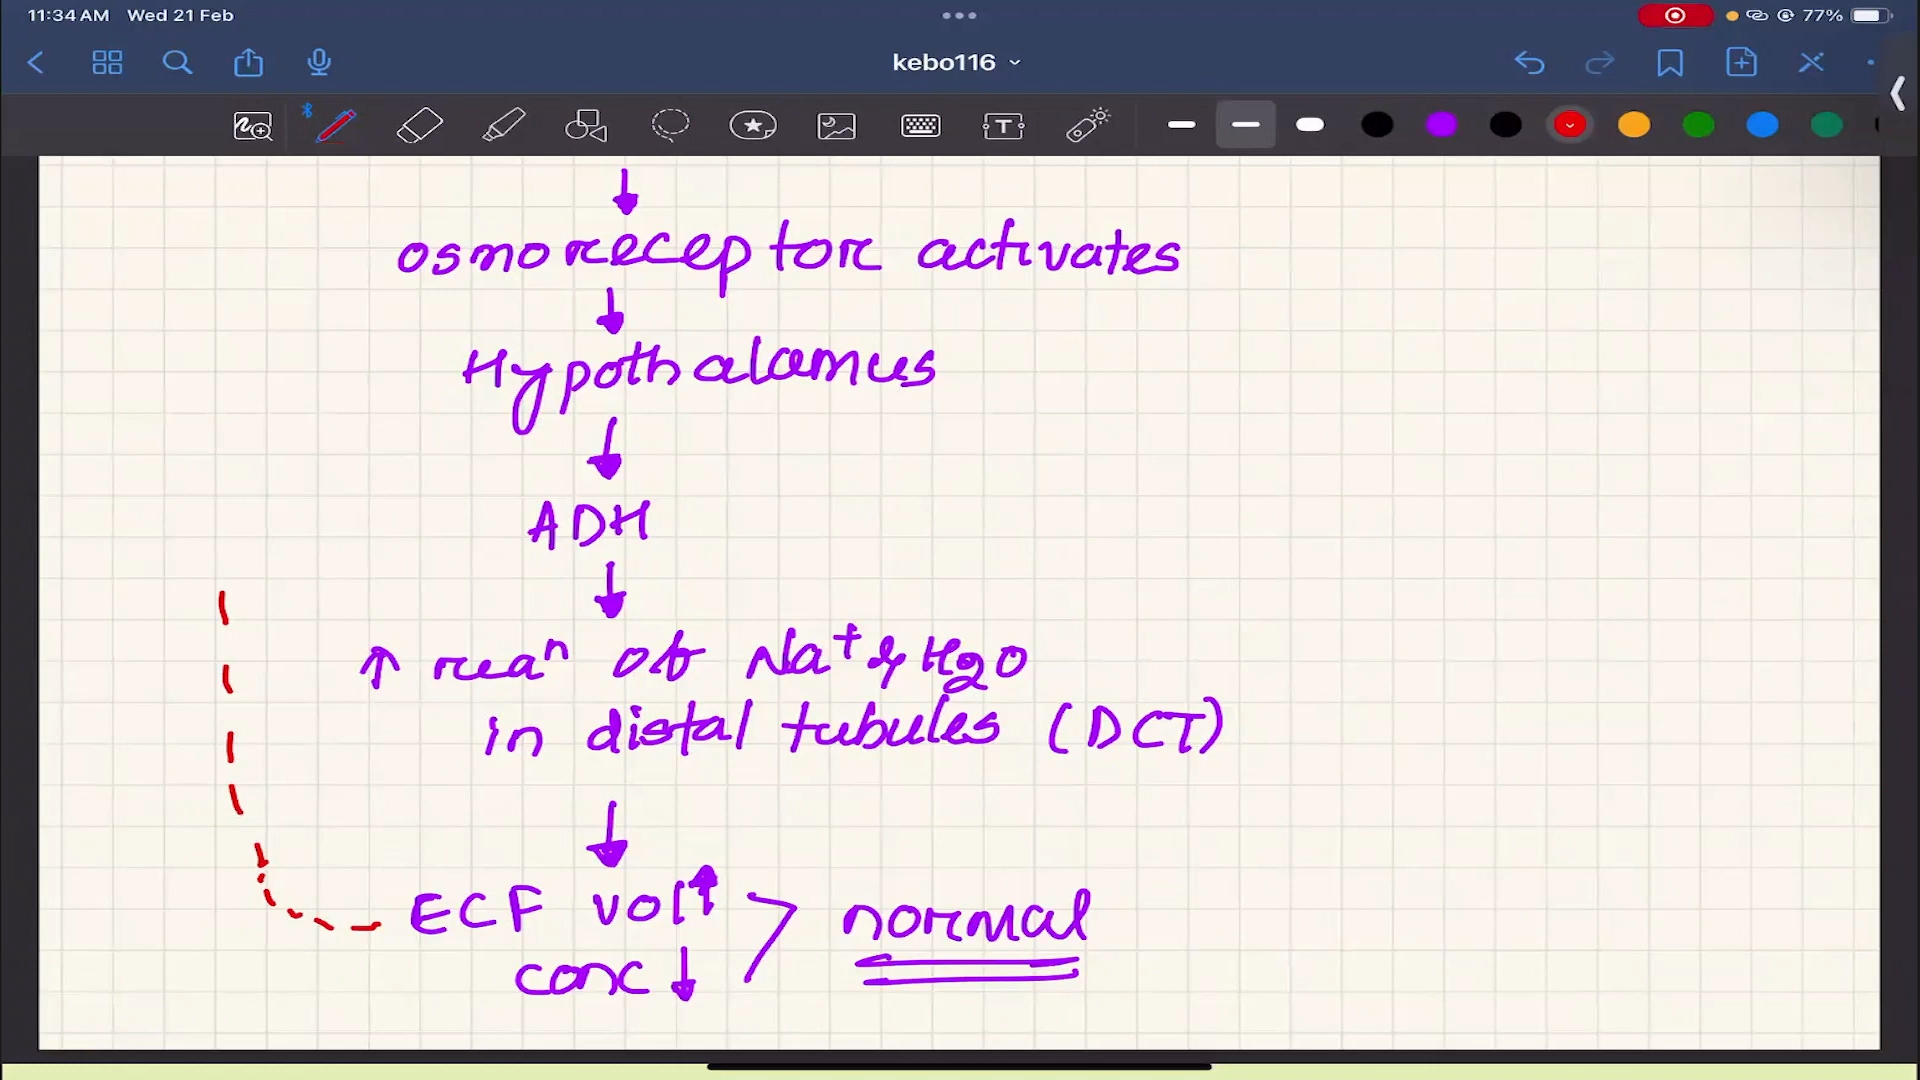 11:34 AM Wed 21 Feb
77%
kebo116
↓
osmoreceptor activates
↓
Hypothalamus
↓
ADH
↓
↑ reaⁿ of Na⁺ & H₂O
in distal tubules (DCT)
↓
ECF vol↑ > normal
conc ↓